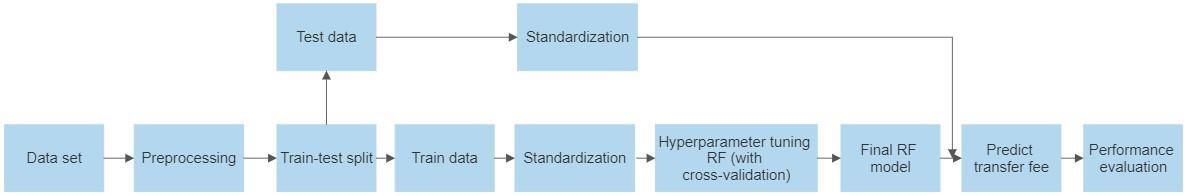 Test data
Standardization
Data set
Preprocessing
Train-test split
Train data
Standardization
Hyperparameter tuning
RF (with
cross-validation)
Final RF
model
Predict
transfer fee
Performance
evaluation